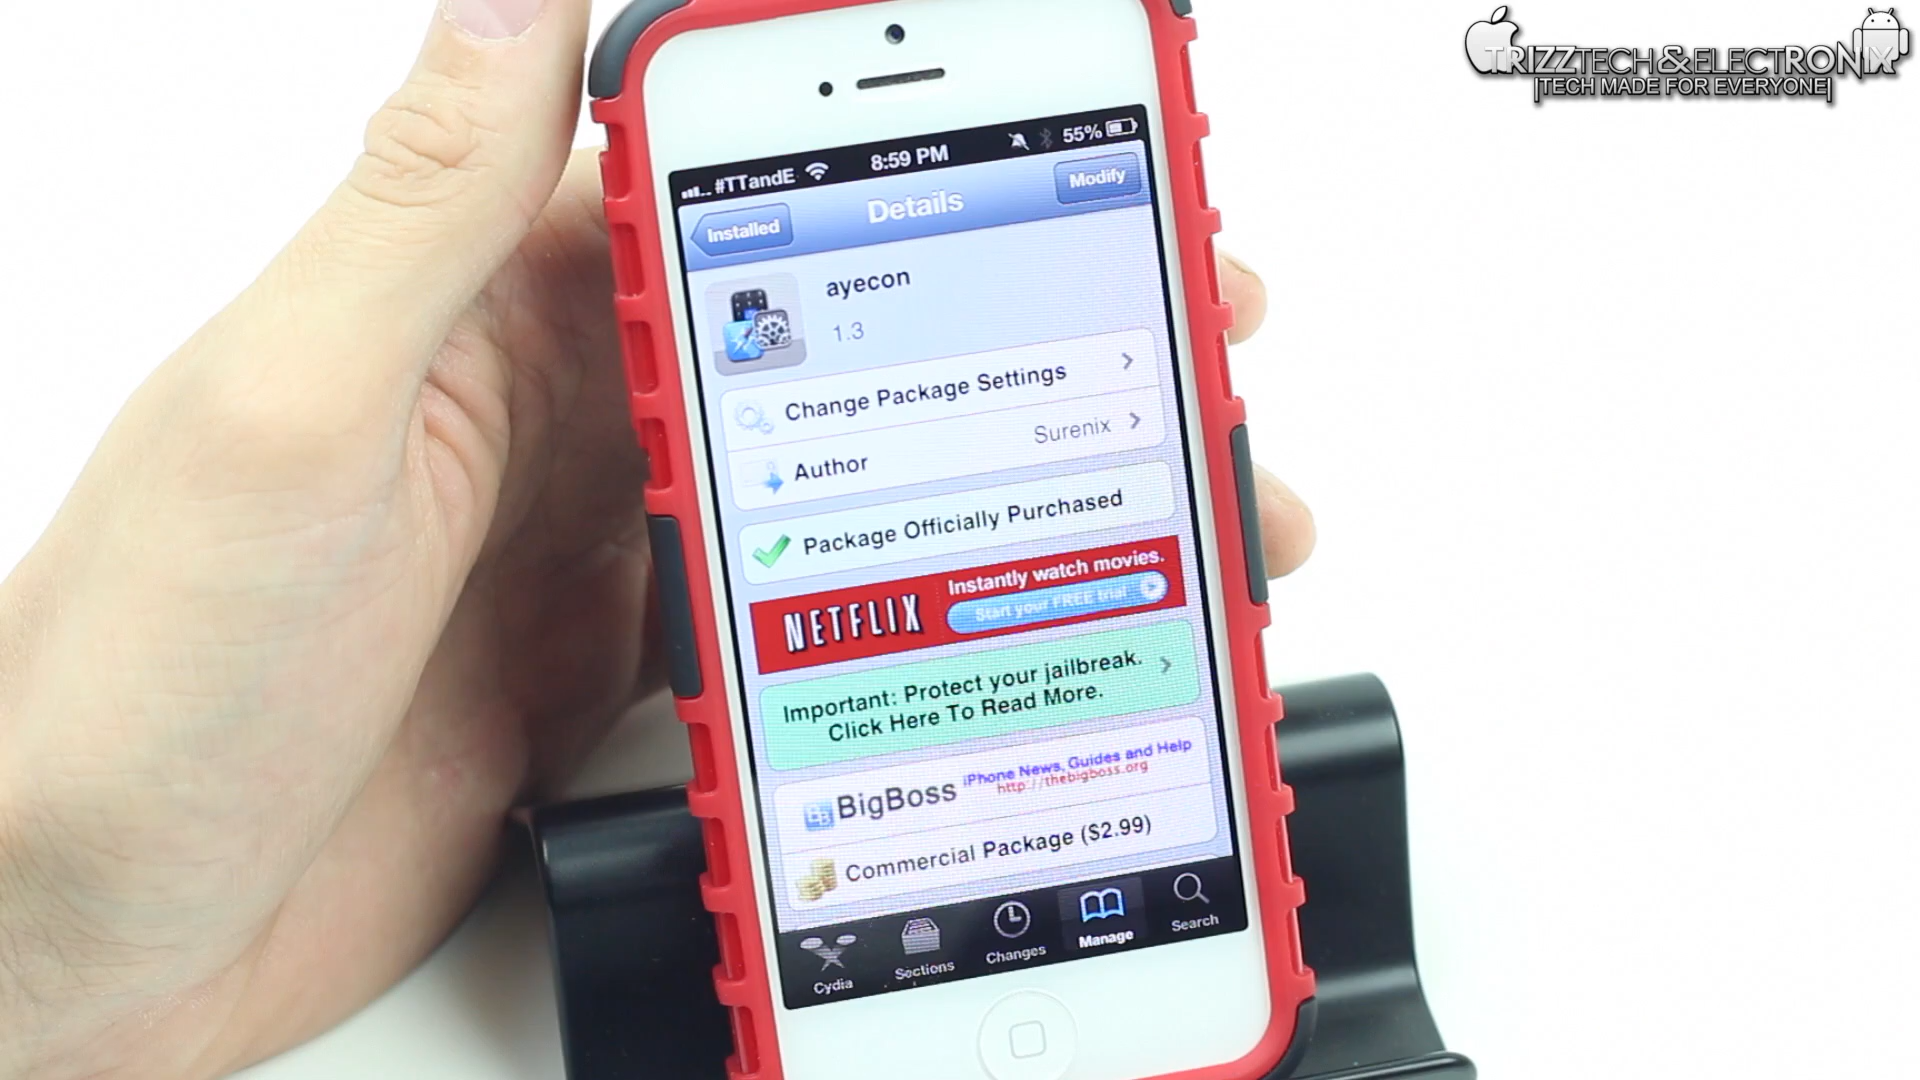 TRIZZTECH&ELECTRONIX
|TECH MADE FOR EVERYONE|
#TTandE 8:59 PM 55%
Installed Details Modify
ayecon
1.3
Change Package Settings
Author Surenix
Package Officially Purchased
NETFLIX
Instantly watch movies.
Start your FREE trial
Important: Protect your jailbreak.
Click Here To Read More.
BigBoss
iPhone News, Guides and Help
http://thebigboss.org
Commercial Package ($2.99)
Cydia Sections Changes Manage Search